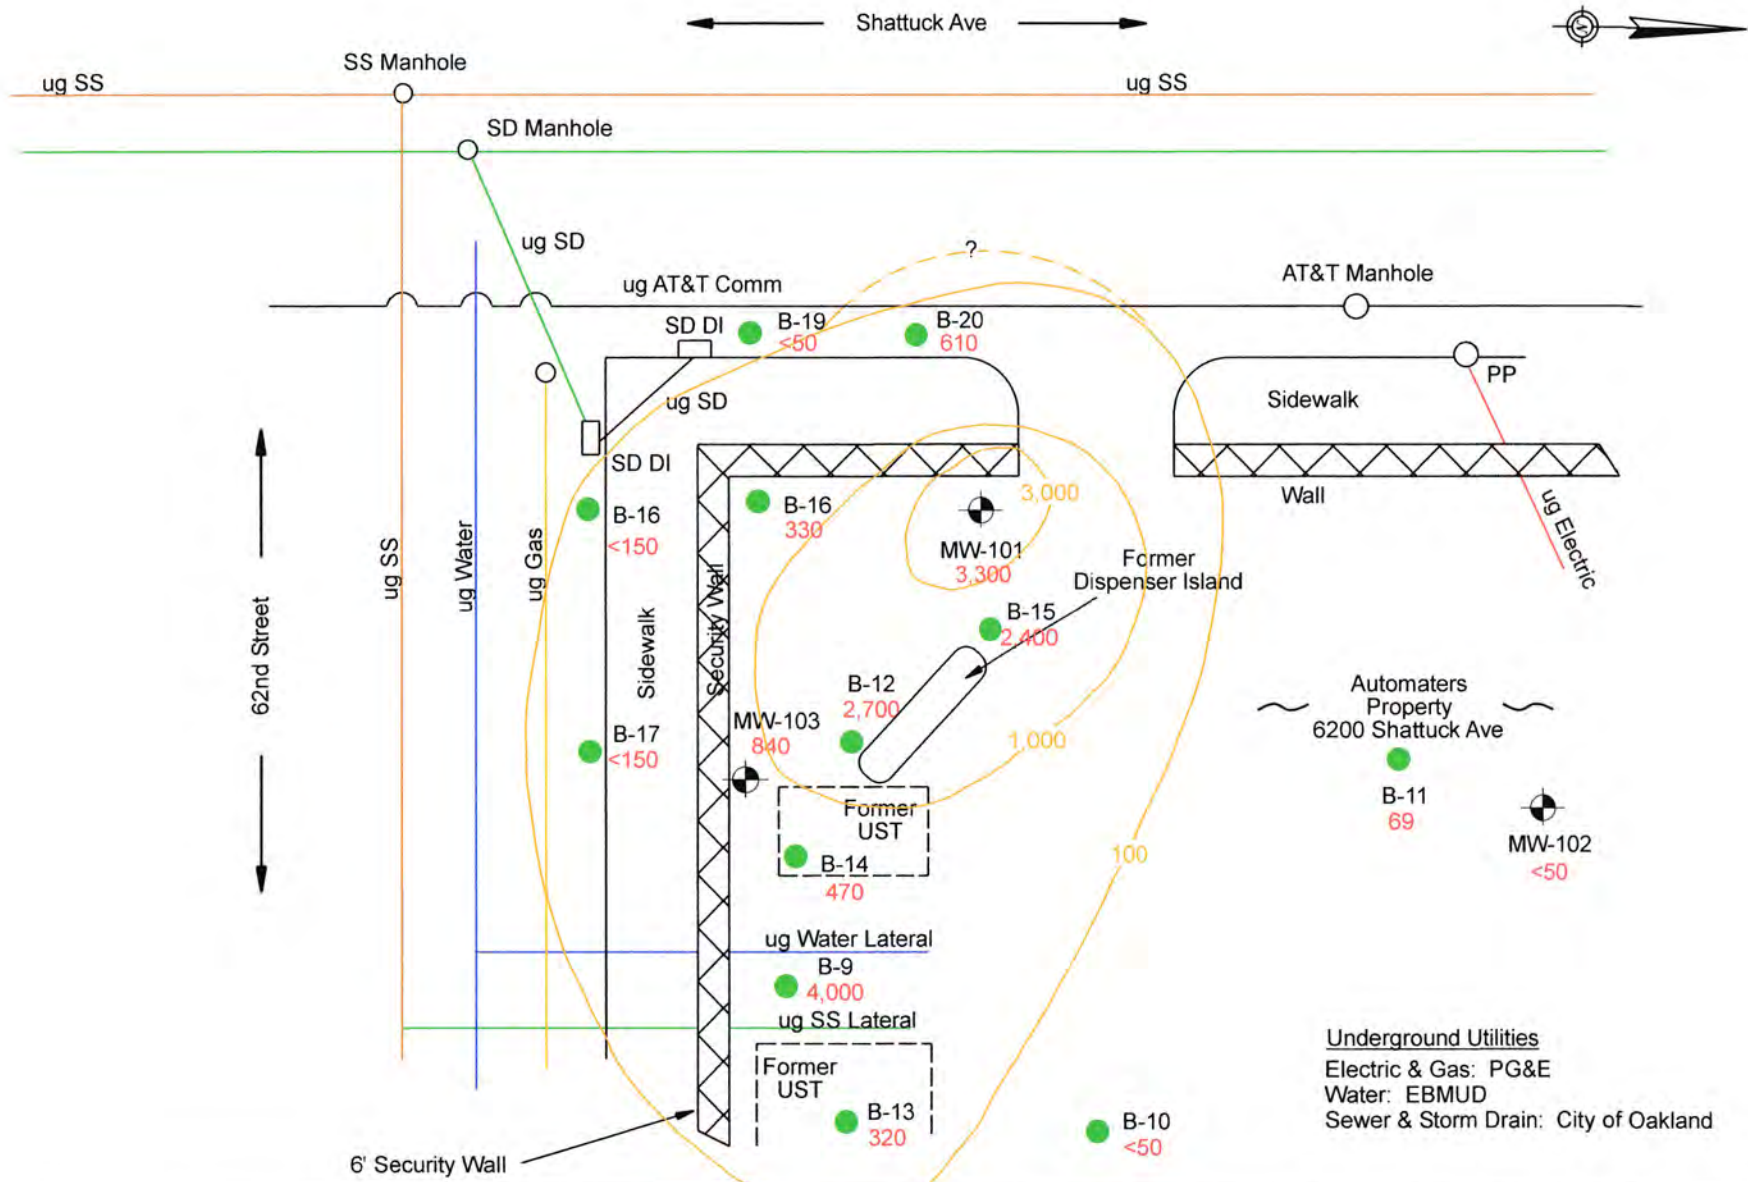 Shattuck Ave
SS Manhole
ug SS
ug SS
SD Manhole
ug SD
?
ug AT&T Comm
AT&T Manhole
SD DI
B-19
<50
B-20
610
PP
ug SD
Sidewalk
SD DI
Wall
B-16
<150
B-16
330
3,000
MW-101
3,300
Former
Dispenser Island
ug Electric
ug SS
ug Water
ug Gas
Sidewalk
Security Wall
62nd Street
B-15
2,400
B-12
2,700
MW-103
840
B-17
<150
1,000
Automaters
Property
6200 Shattuck Ave
B-11
69
MW-102
<50
Former
UST
B-14
470
100
ug Water Lateral
B-9
4,000
ug SS Lateral
Former
UST
B-13
320
B-10
<50
6' Security Wall
Underground Utilities
Electric & Gas: PG&E
Water: EBMUD
Sewer & Storm Drain: City of Oakland